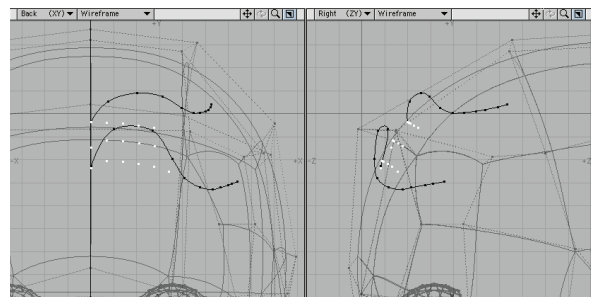 Back (XY) Wireframe
Right (ZY) Wireframe
+Y
+Y
-X
+X
-Z